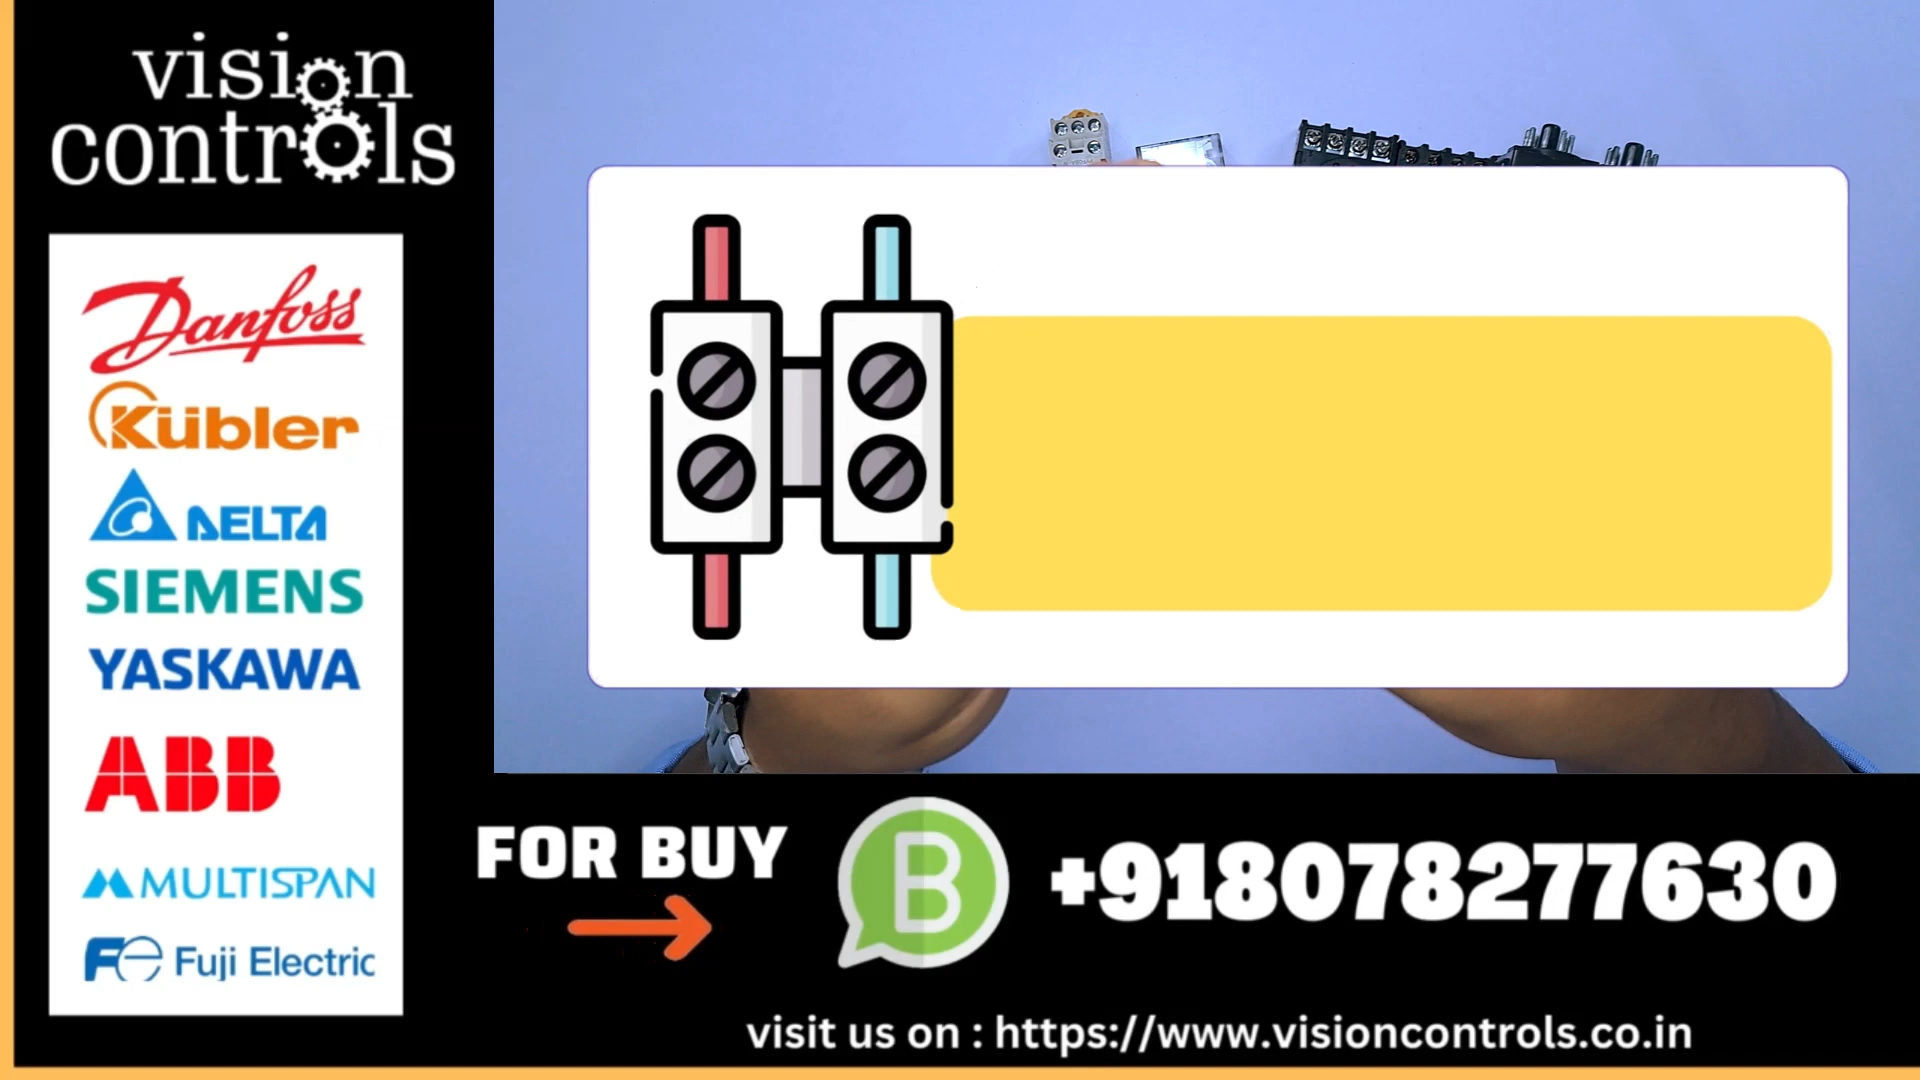 vision
controls
Danfoss
Kübler
DELTA
SIEMENS
YASKAWA
ABB
MULTISPAN
Fe Fuji Electric
FOR BUY
B
+918078277630
visit us on : https://www.visioncontrols.co.in